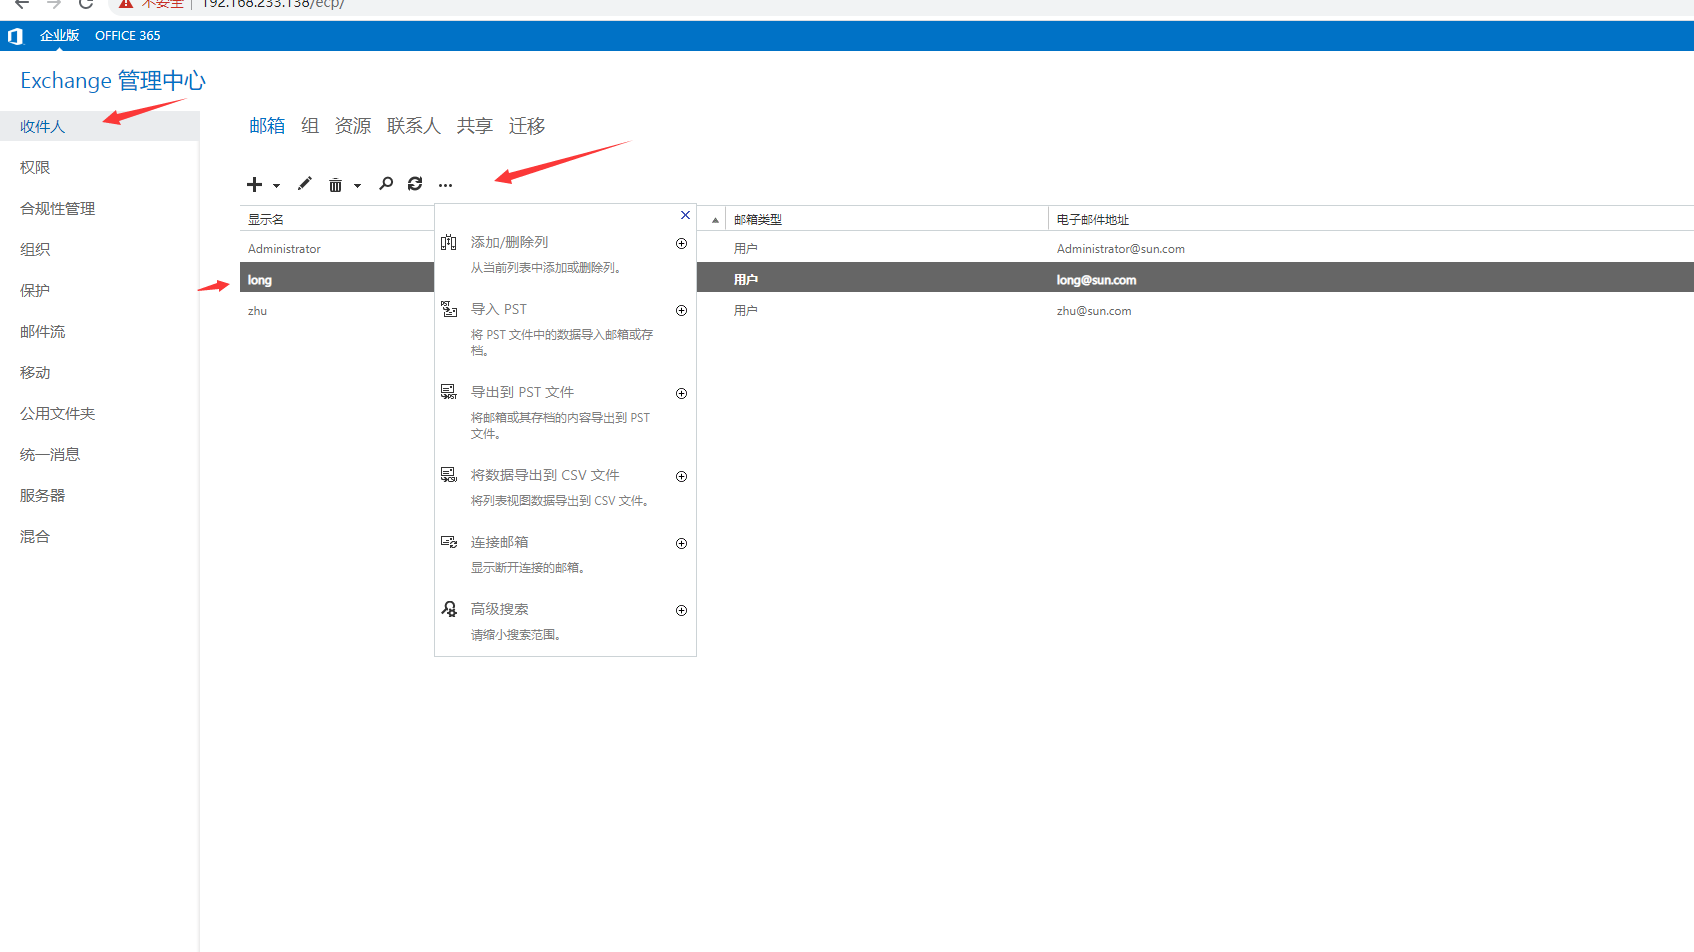 不安全 192.168.233.138/ecp/
企业版 OFFICE 365
Exchange 管理中心
收件人
权限
合规性管理
组织
保护
邮件流
移动
公用文件夹
统一消息
服务器
混合
邮箱 组 资源 联系人 共享 迁移
显示名 邮箱类型 电子邮件地址
Administrator 用户 Administrator@sun.com
long 用户 long@sun.com
zhu 用户 zhu@sun.com
添加/删除列
从当前列表中添加或删除列。
PST 导入 PST
将 PST 文件中的数据导入邮箱或存
档。
PST 导出到 PST 文件
将邮箱或其存档的内容导出到 PST
文件。
CSV 将数据导出到 CSV 文件
将列表视图数据导出到 CSV 文件。
连接邮箱
显示断开连接的邮箱。
高级搜索
请缩小搜索范围。